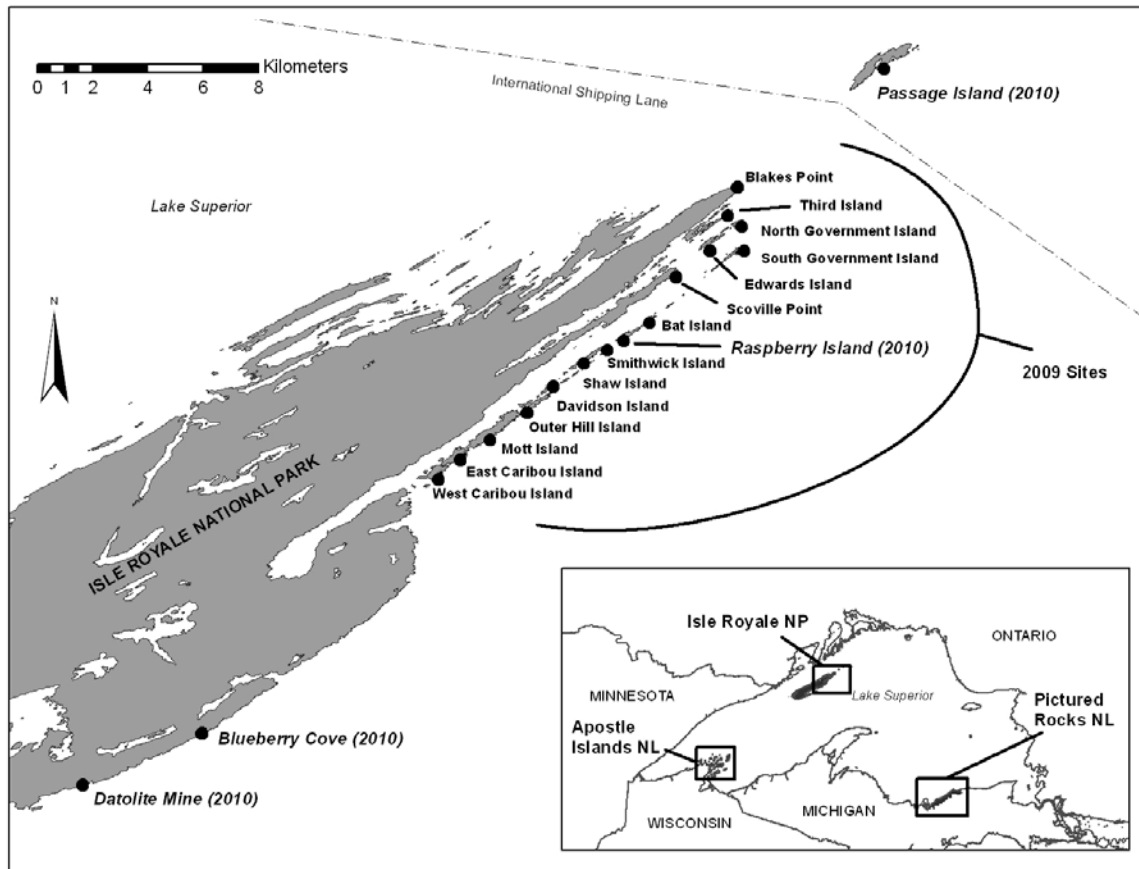 Kilometers
0 1 2 4 6 8
International Shipping Lane
Passage Island (2010)
Lake Superior
Blakes Point
Third Island
North Government Island
South Government Island
Edwards Island
Scoville Point
N
Bat Island
Raspberry Island (2010)
Smithwick Island
2009 Sites
Shaw Island
Davidson Island
Outer Hill Island
Mott Island
East Caribou Island
West Caribou Island
ISLE ROYALE NATIONAL PARK
Blueberry Cove (2010)
Datolite Mine (2010)
Isle Royale NP
ONTARIO
MINNESOTA
Lake Superior
Pictured
Rocks NL
Apostle
Islands NL
MICHIGAN
WISCONSIN